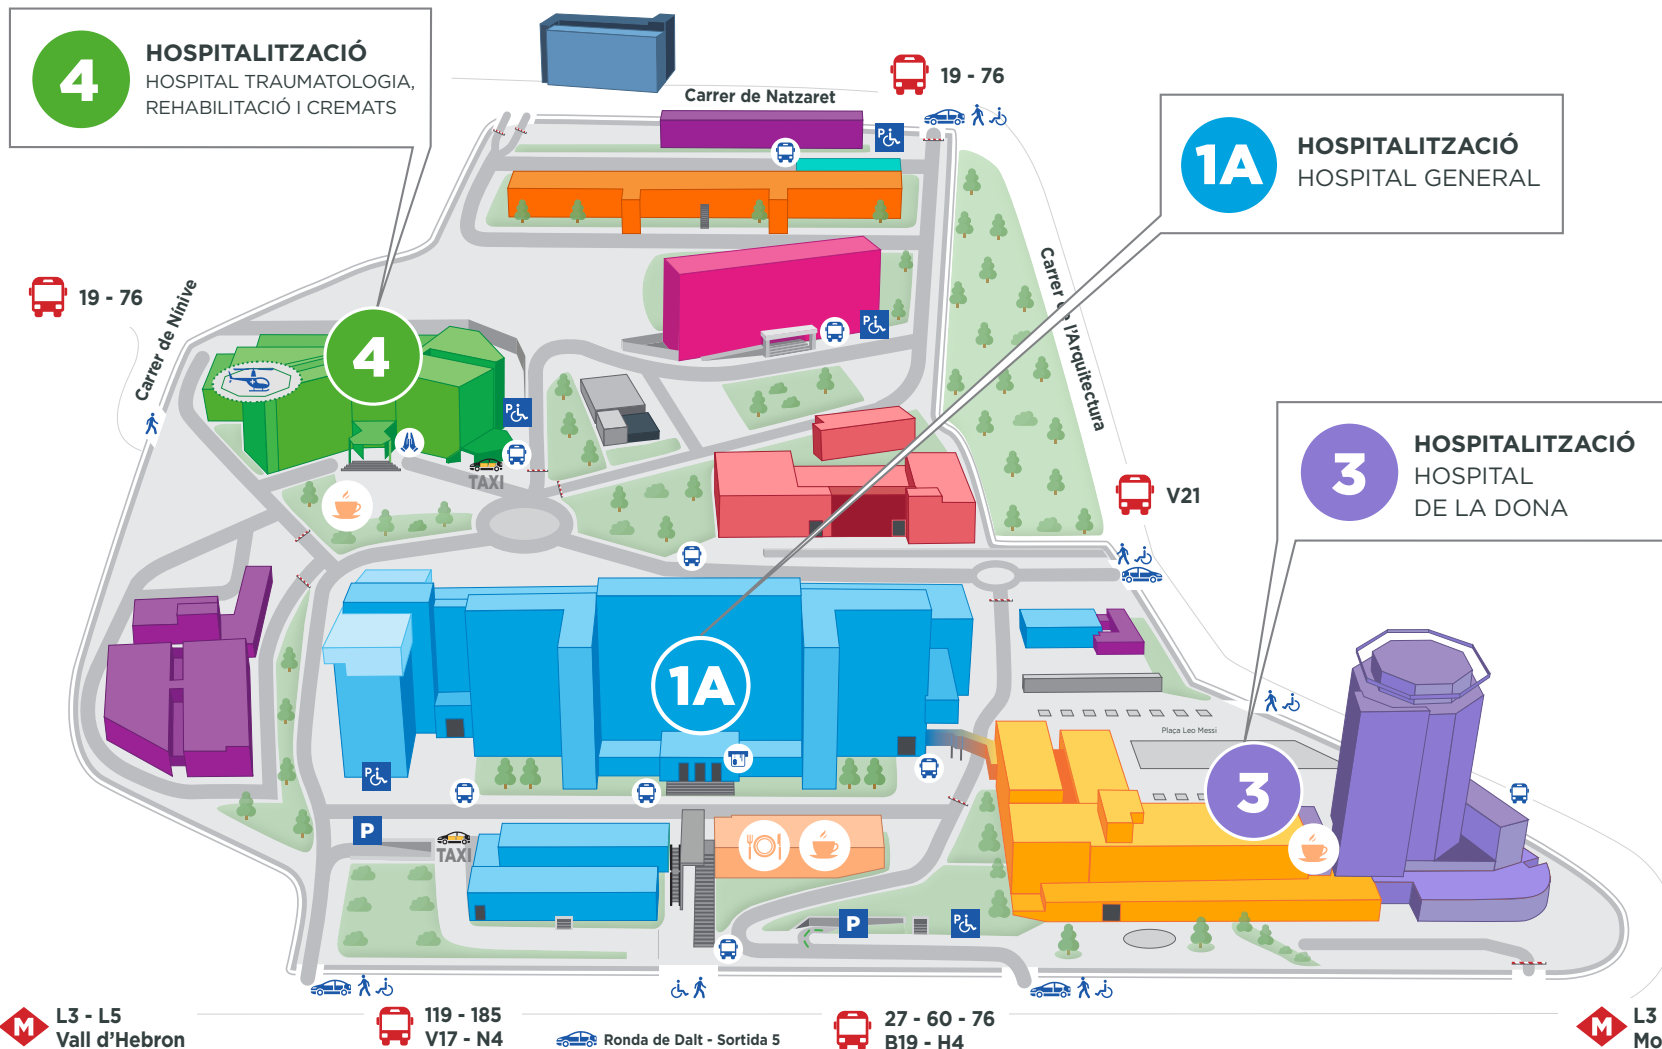 4
HOSPITALITZACIÓ
HOSPITAL TRAUMATOLOGIA,
REHABILITACIÓ I CREMATS
19 - 76
Carrer de Natzaret
P
1A
HOSPITALITZACIÓ
HOSPITAL GENERAL
19 - 76
Carrer de Nínive
Carrer de l'Arquitectura
P
4
P
TAXI
3
HOSPITALITZACIÓ
HOSPITAL
DE LA DONA
V21
1A
Plaça Leo Messi
3
P
P
TAXI
P
P
M
L3 - L5
Vall d'Hebron
119 - 185
V17 - N4
Ronda de Dalt - Sortida 5
27 - 60 - 76
B19 - H4
M
L3